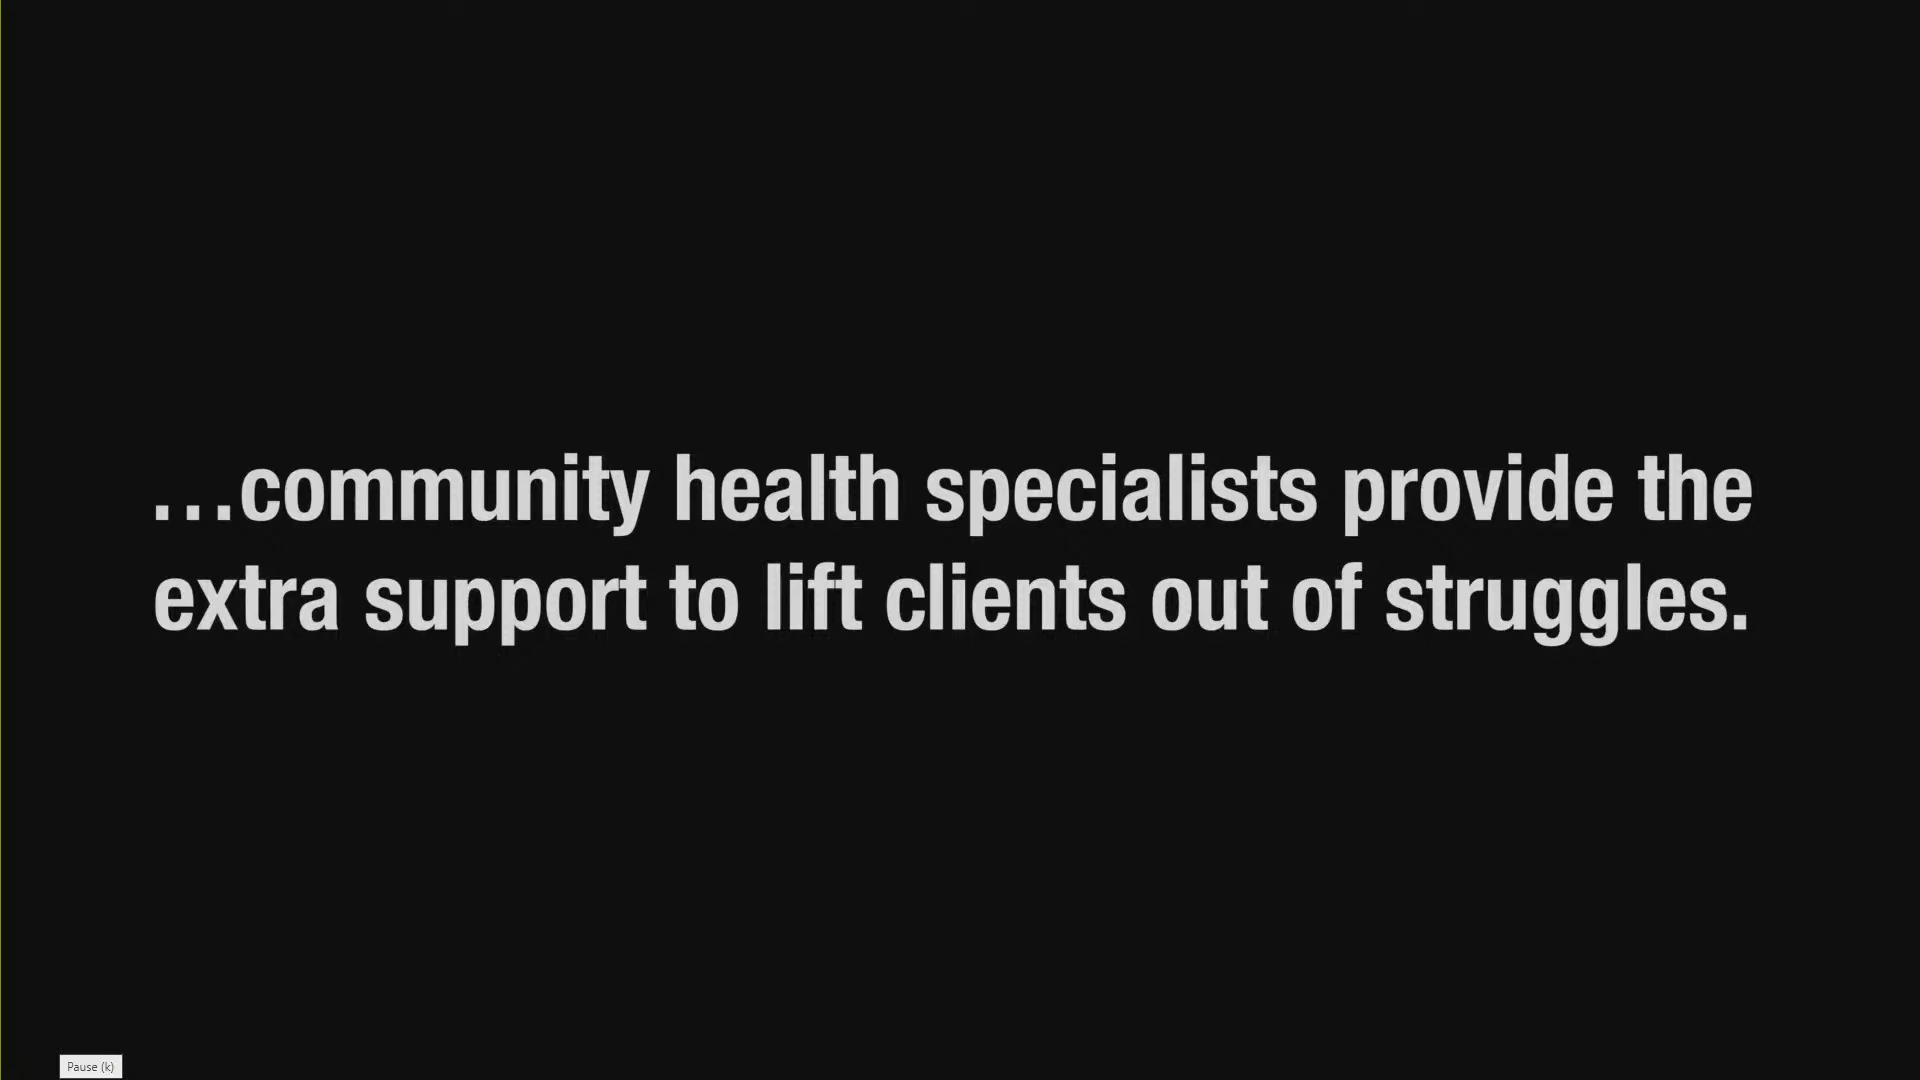 ...community health specialists provide the
extra support to lift clients out of struggles.
Pause (k)